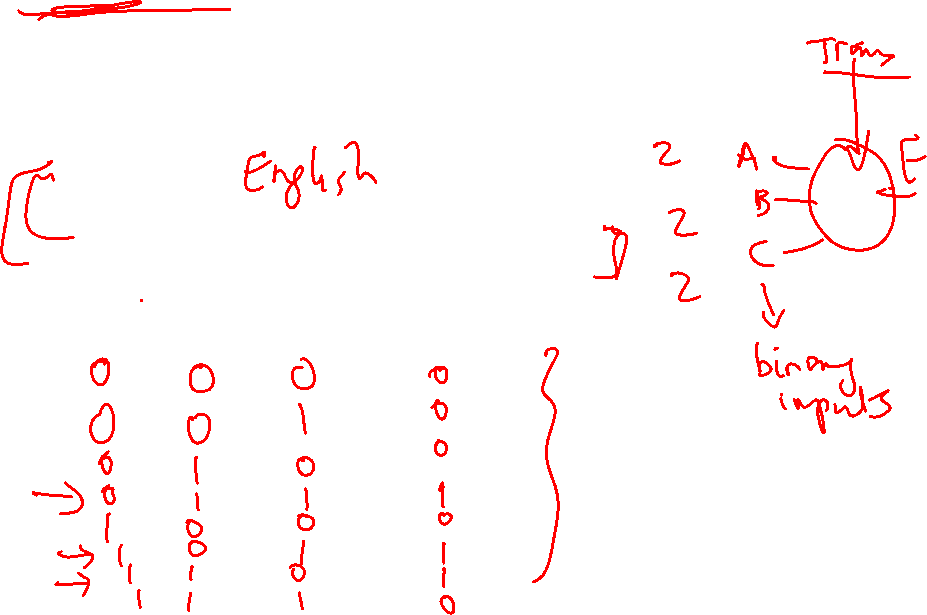 English
2 A E
2 B
2 C
binary
inputs
0 0 0 0
0 0 1 0
0 1 0 0
0 1 1 1
1 0 0 0
1 0 1 1
1 1 0 1
1 1 1 0